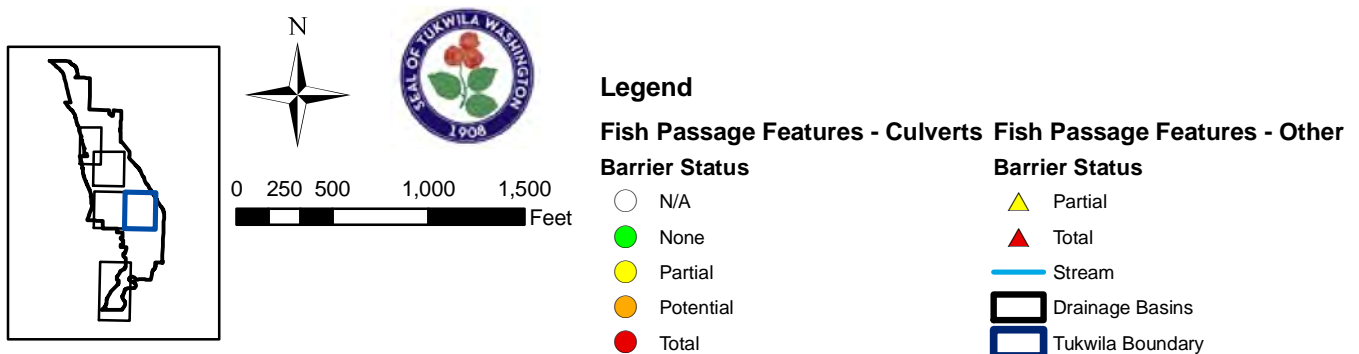 N
SEAL OF TUKWILA WASHINGTON
1908
0 250 500 1,000 1,500
Feet
Legend
Fish Passage Features - Culverts
Barrier Status
N/A
None
Partial
Potential
Total
Fish Passage Features - Other
Barrier Status
Partial
Total
Stream
Drainage Basins
Tukwila Boundary